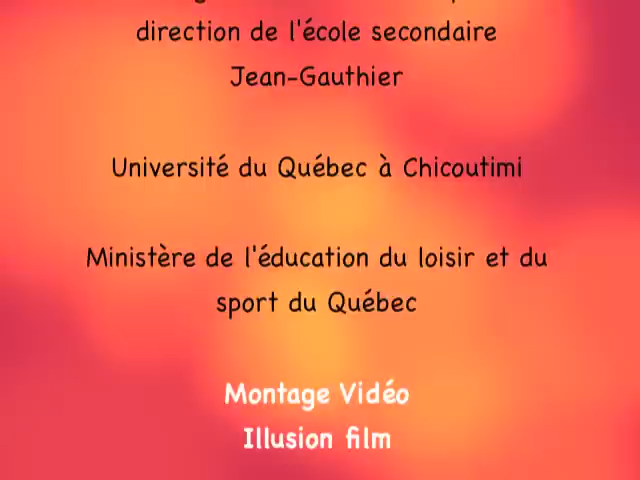 direction de l'école secondaire
Jean-Gauthier
Université du Québec à Chicoutimi
Ministère de l'éducation du loisir et du
sport du Québec
Montage Vidéo
Illusion film